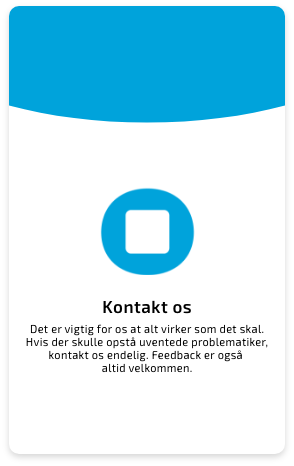 Kontakt os
Det er vigtig for os at alt virker som det skal.
Hvis der skulle opstå uventede problematiker,
kontakt os endelig. Feedback er også
altid velkommen.